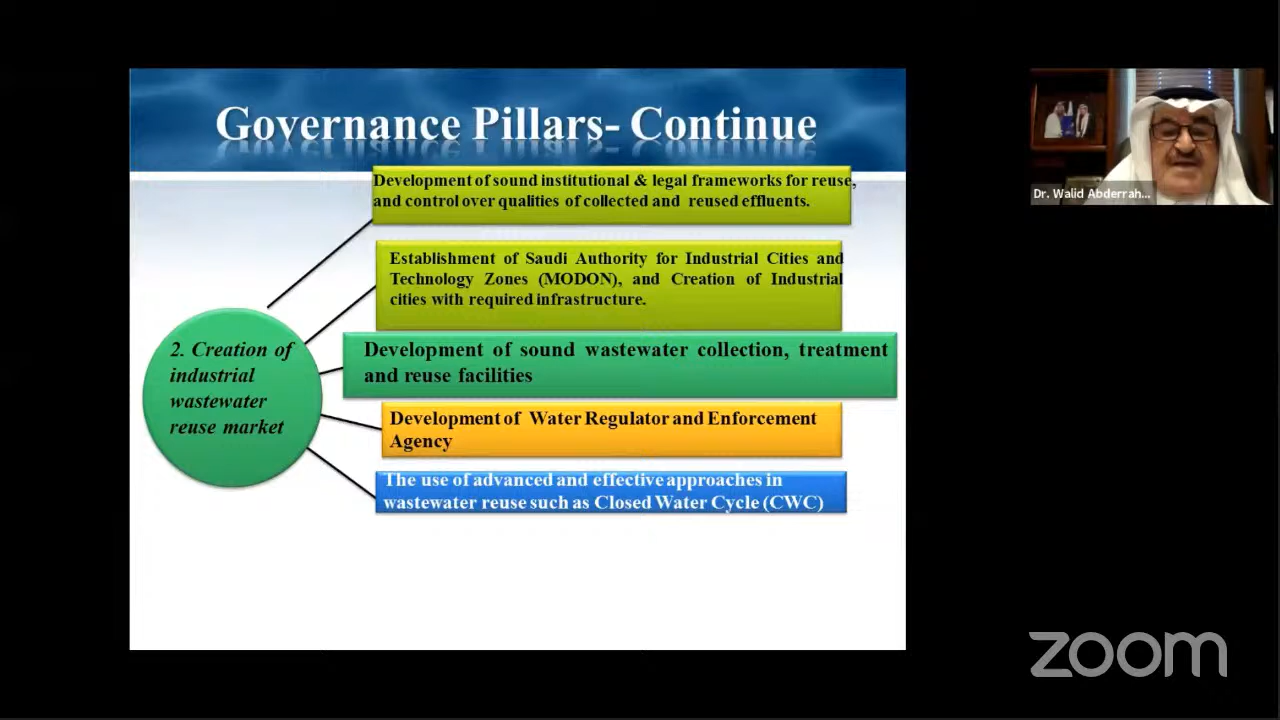 Governance Pillars- Continue
Development of sound institutional & legal frameworks for reuse,
and control over qualities of collected and reused effluents.
Establishment of Saudi Authority for Industrial Cities and
Technology Zones (MODON), and Creation of Industrial
cities with required infrastructure.
2. Creation of
industrial
wastewater
reuse market
Development of sound wastewater collection, treatment
and reuse facilities
Development of Water Regulator and Enforcement
Agency
The use of advanced and effective approaches in
wastewater reuse such as Closed Water Cycle (CWC)
Dr. Walid Abderrah...
zoom